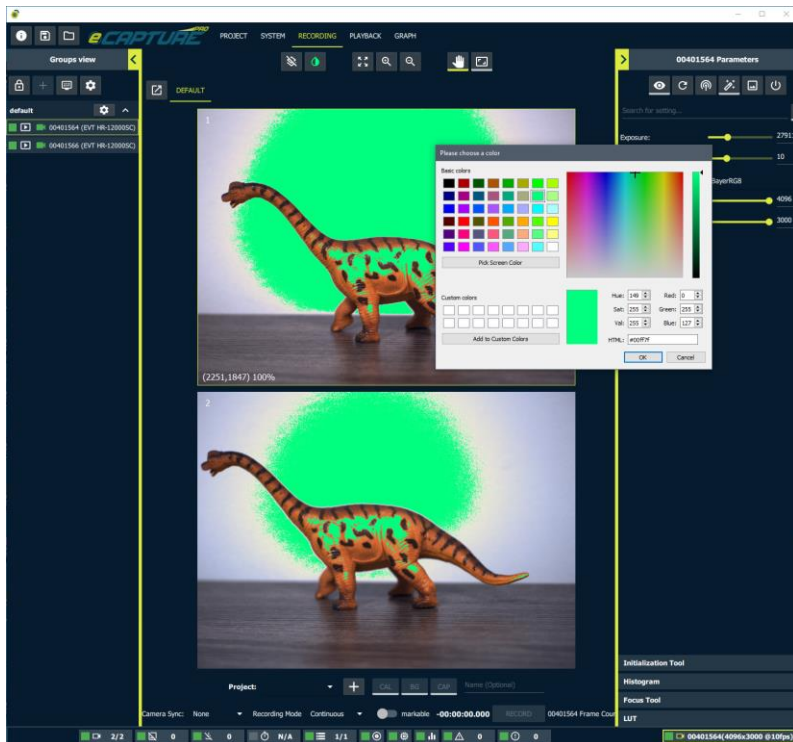 eCAPTURE PRO
PROJECT SYSTEM RECORDING PLAYBACK GRAPH
Groups view
00401564 Parameters
DEFAULT
default
00401564 (EVT HR-12000SC)
00401566 (EVT HR-12000SC)
Search for setting...
Exposure:
2791
10
BayerRGB
4096
3000
1
(2251,1847) 100%
2
Please choose a color
Basic colors
Pick Screen Color
Custom colors
Add to Custom Colors
Hue: 149 Red: 0
Sat: 255 Green: 255
Val: 255 Blue: 127
HTML: #00ff7f
OK Cancel
Initialization Tool
Histogram
Focus Tool
LUT
Project: CAL BG CAP Name (Optional)
Camera Sync: None Recording Mode Continuous markable -00:00:00.000 RECORD 00401564 Frame Coun
2/2 0 0 N/A 1/1 0 0 00401564(4096x3000 @10fps)